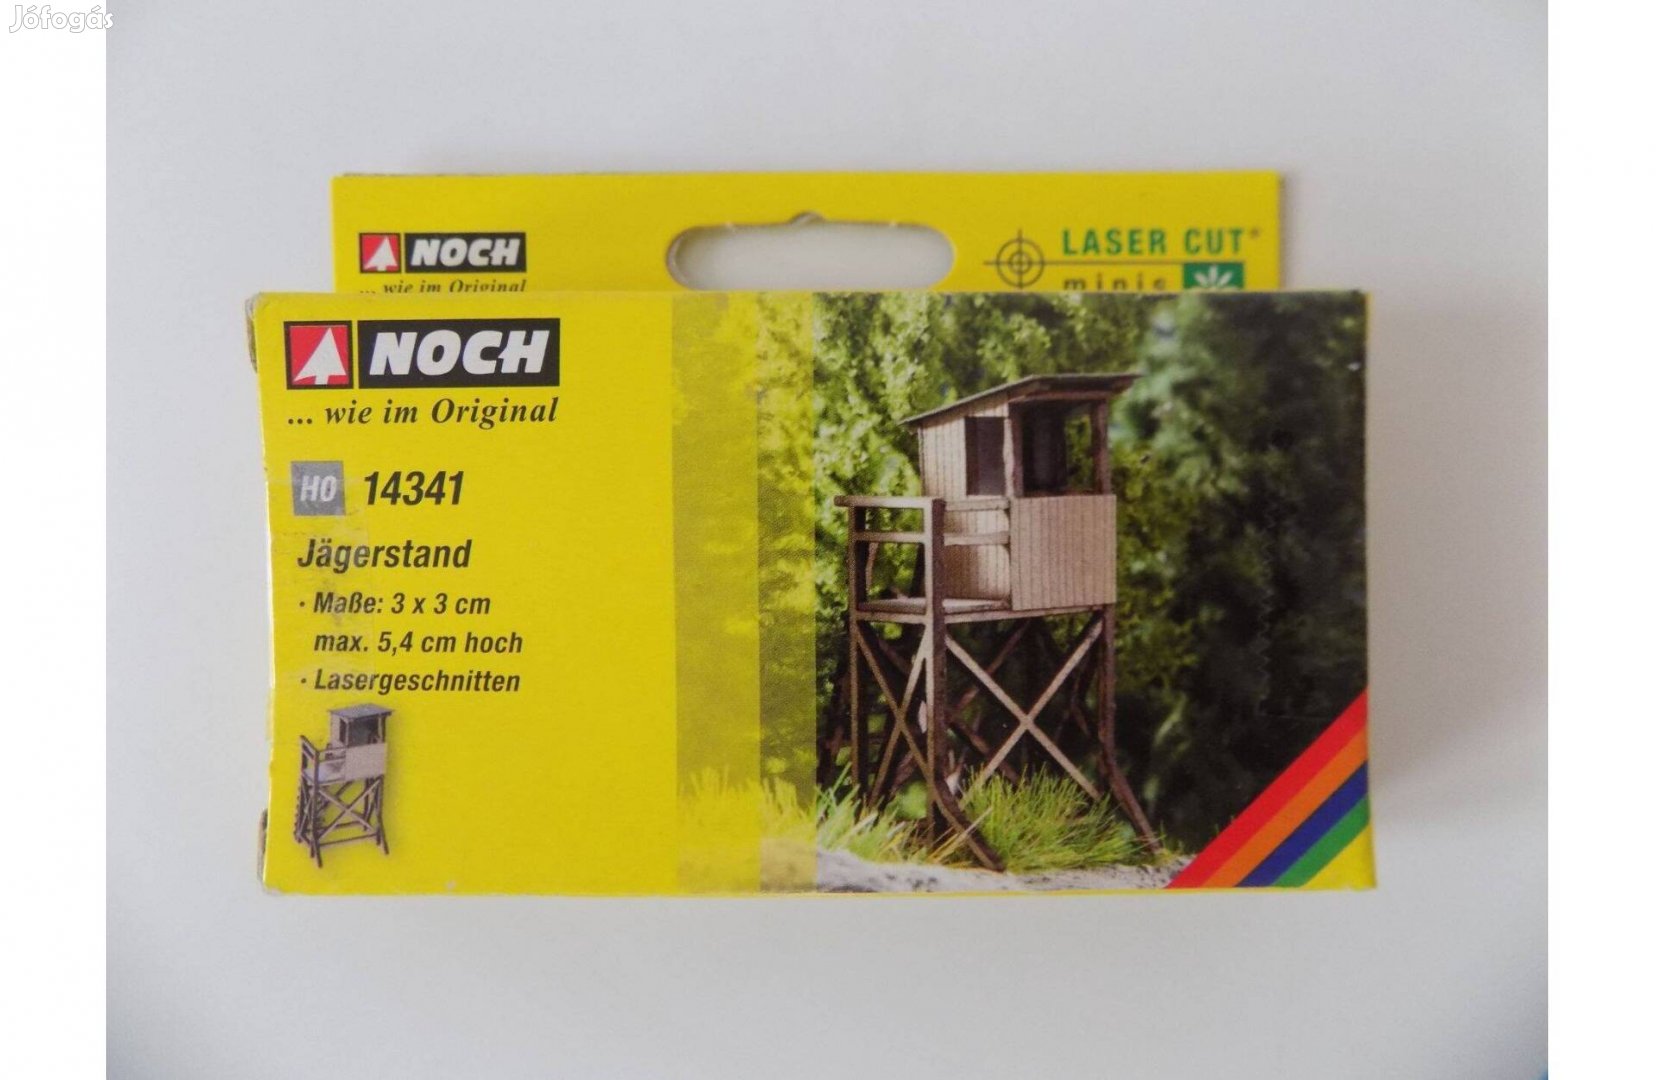 Jófogás
NOCH
... wie im Original
LASER CUT®
minis
NOCH
... wie im Original
H0 14341
Jägerstand
· Maße: 3 x 3 cm
max. 5,4 cm hoch
· Lasergeschnitten